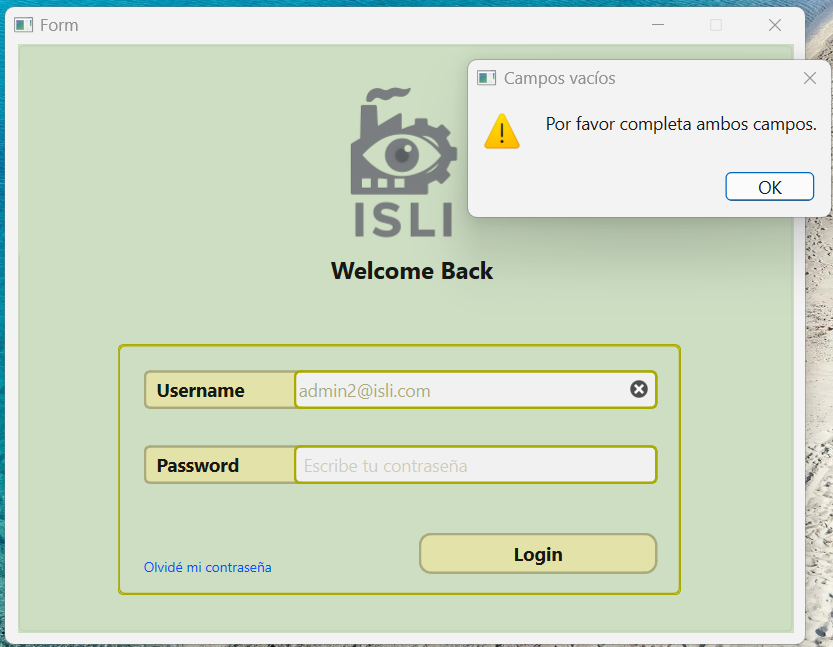 Form
Campos vacíos
Por favor completa ambos campos.
OK
ISLI
Welcome Back
Username
admin2@isli.com
Password
Escribe tu contraseña
Olvidé mi contraseña
Login